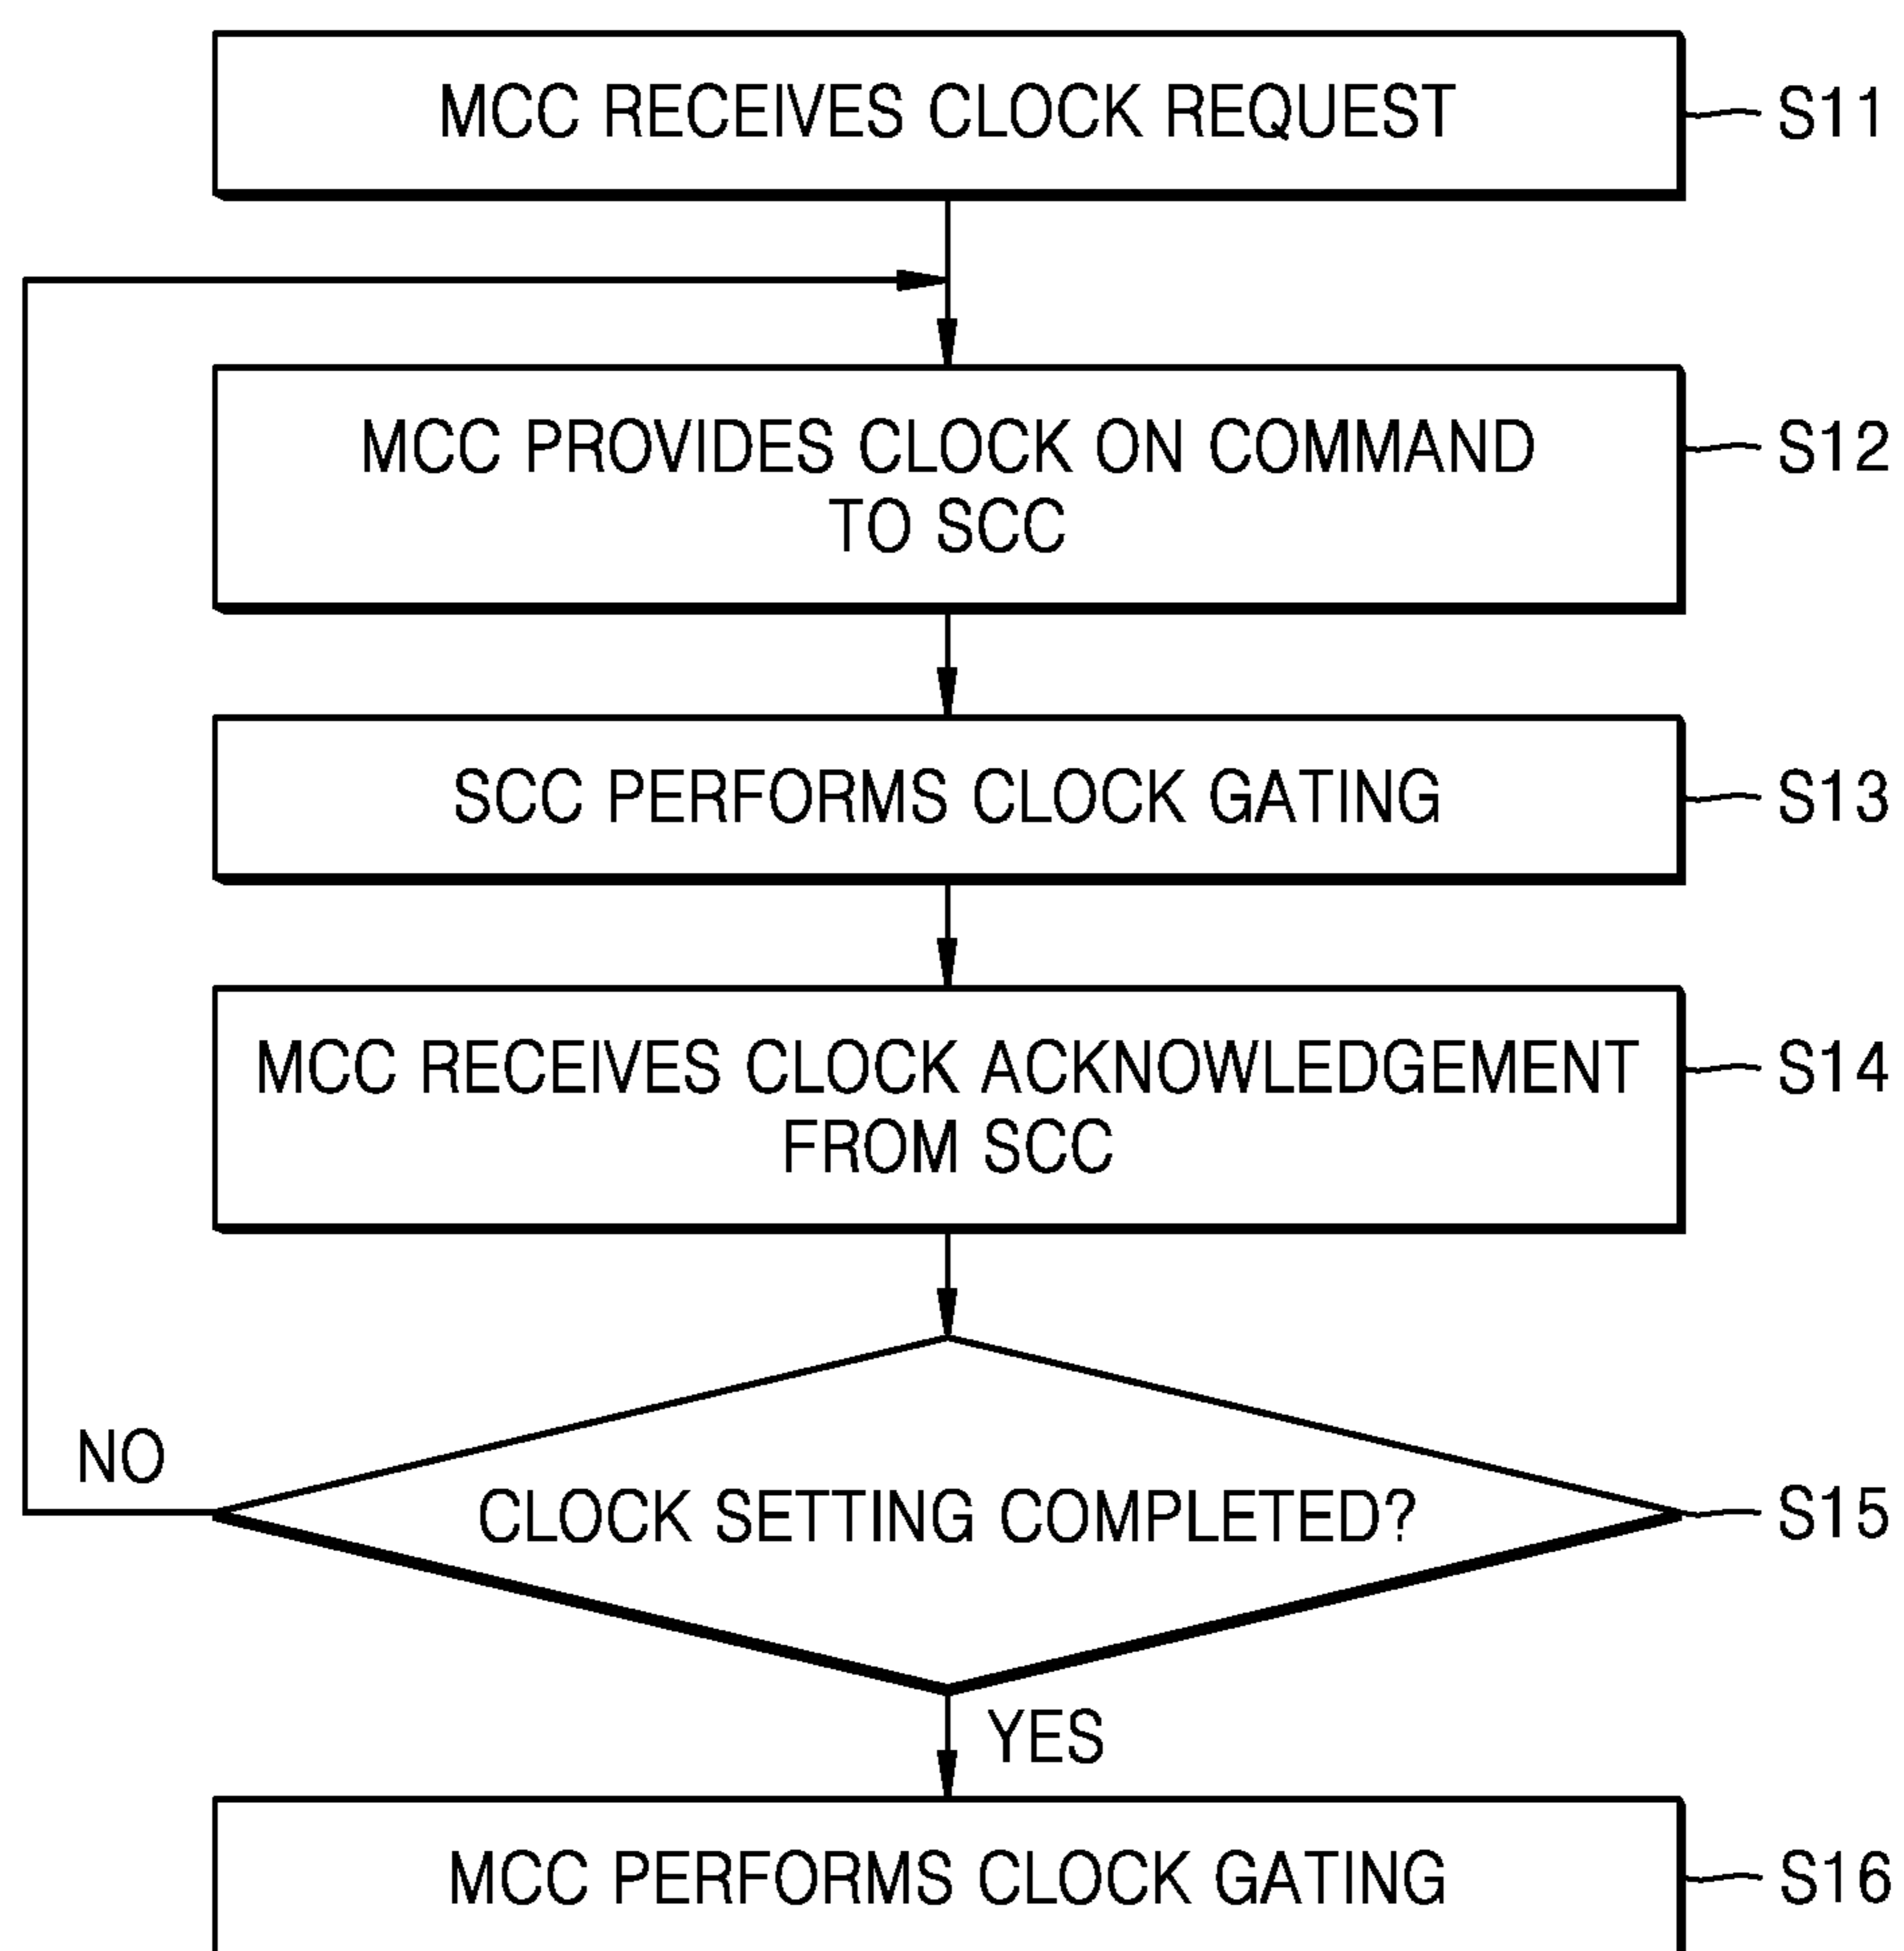 MCC RECEIVES CLOCK REQUEST
S11
MCC PROVIDES CLOCK ON COMMAND
TO SCC
S12
SCC PERFORMS CLOCK GATING
S13
MCC RECEIVES CLOCK ACKNOWLEDGEMENT
FROM SCC
S14
NO
CLOCK SETTING COMPLETED?
S15
YES
MCC PERFORMS CLOCK GATING
S16